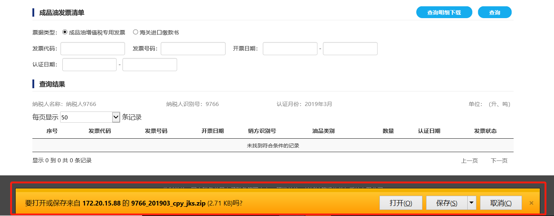 成品油发票清单 查询明细下载 查询
票据类型： 成品油增值税专用发票 海关进口缴款书
发票代码： 发票号码： 开票日期： -
认证日期： -
查询结果
纳税人名称：纳税人9766 纳税人识别号：9766 认证月份：2019年3月 单位：（升、吨）
每页显示 50 条记录
序号 发票代码 发票号码 开票日期 销方识别号 油品类别 数量 认证日期 发票状态
未找到符合条件的记录
显示 0 到 0 共 0 条记录 上一页 下一页
要打开或保存来自 172.20.15.88 的 9766_201903_cpy_jks.zip (2.71 KB)吗? 打开(O) 保存(S) 取消(C) ×